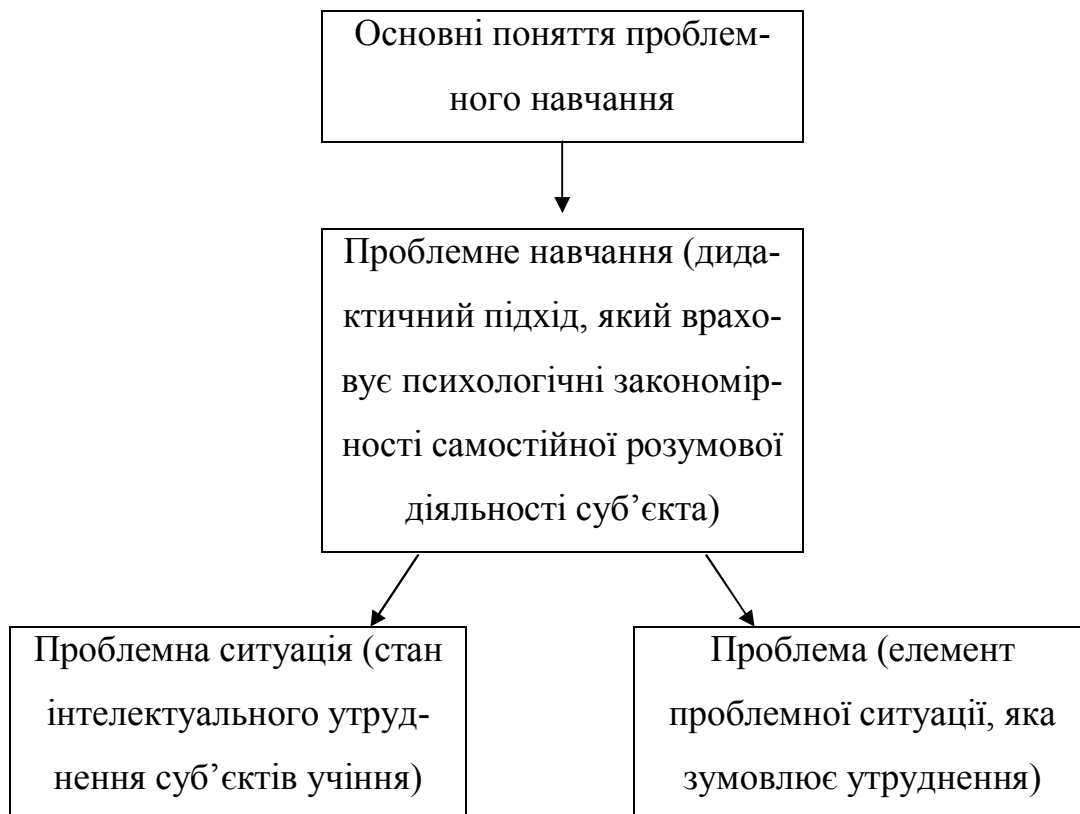 Основні поняття проблем-
ного навчання
Проблемне навчання (дида-
ктичний підхід, який врахо-
вує психологічні закономір-
ності самостійної розумової
діяльності суб’єкта)
Проблемна ситуація (стан
інтелектуального утруд-
нення суб’єктів учіння)
Проблема (елемент
проблемної ситуації, яка
зумовлює утруднення)